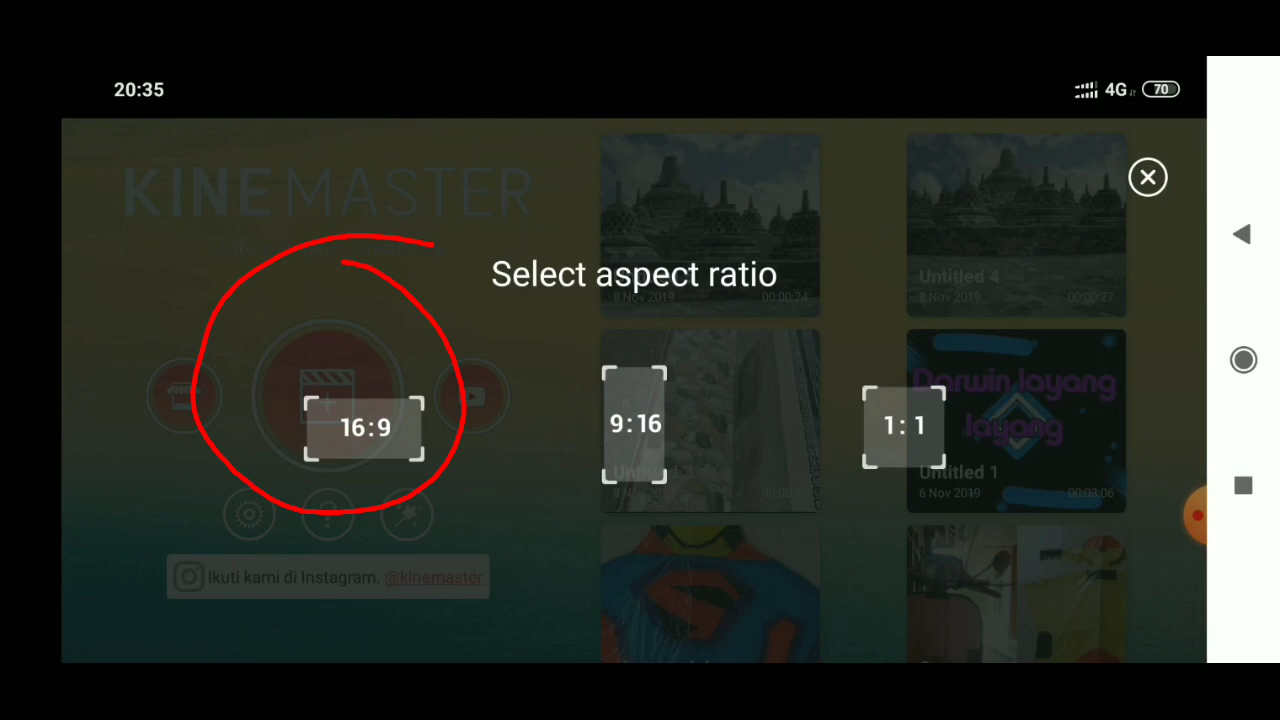 20:35
4G 70
KINEMASTER
Select aspect ratio
8 Nov 2019 00:00:24
Untitled 4
8 Nov 2019 00:00:27
16:9
9:16
1:1
Darwin layang
layang
Untitled 3
Untitled 1
6 Nov 2019 00:03:06
Ikuti kami di Instagram. @kinemaster